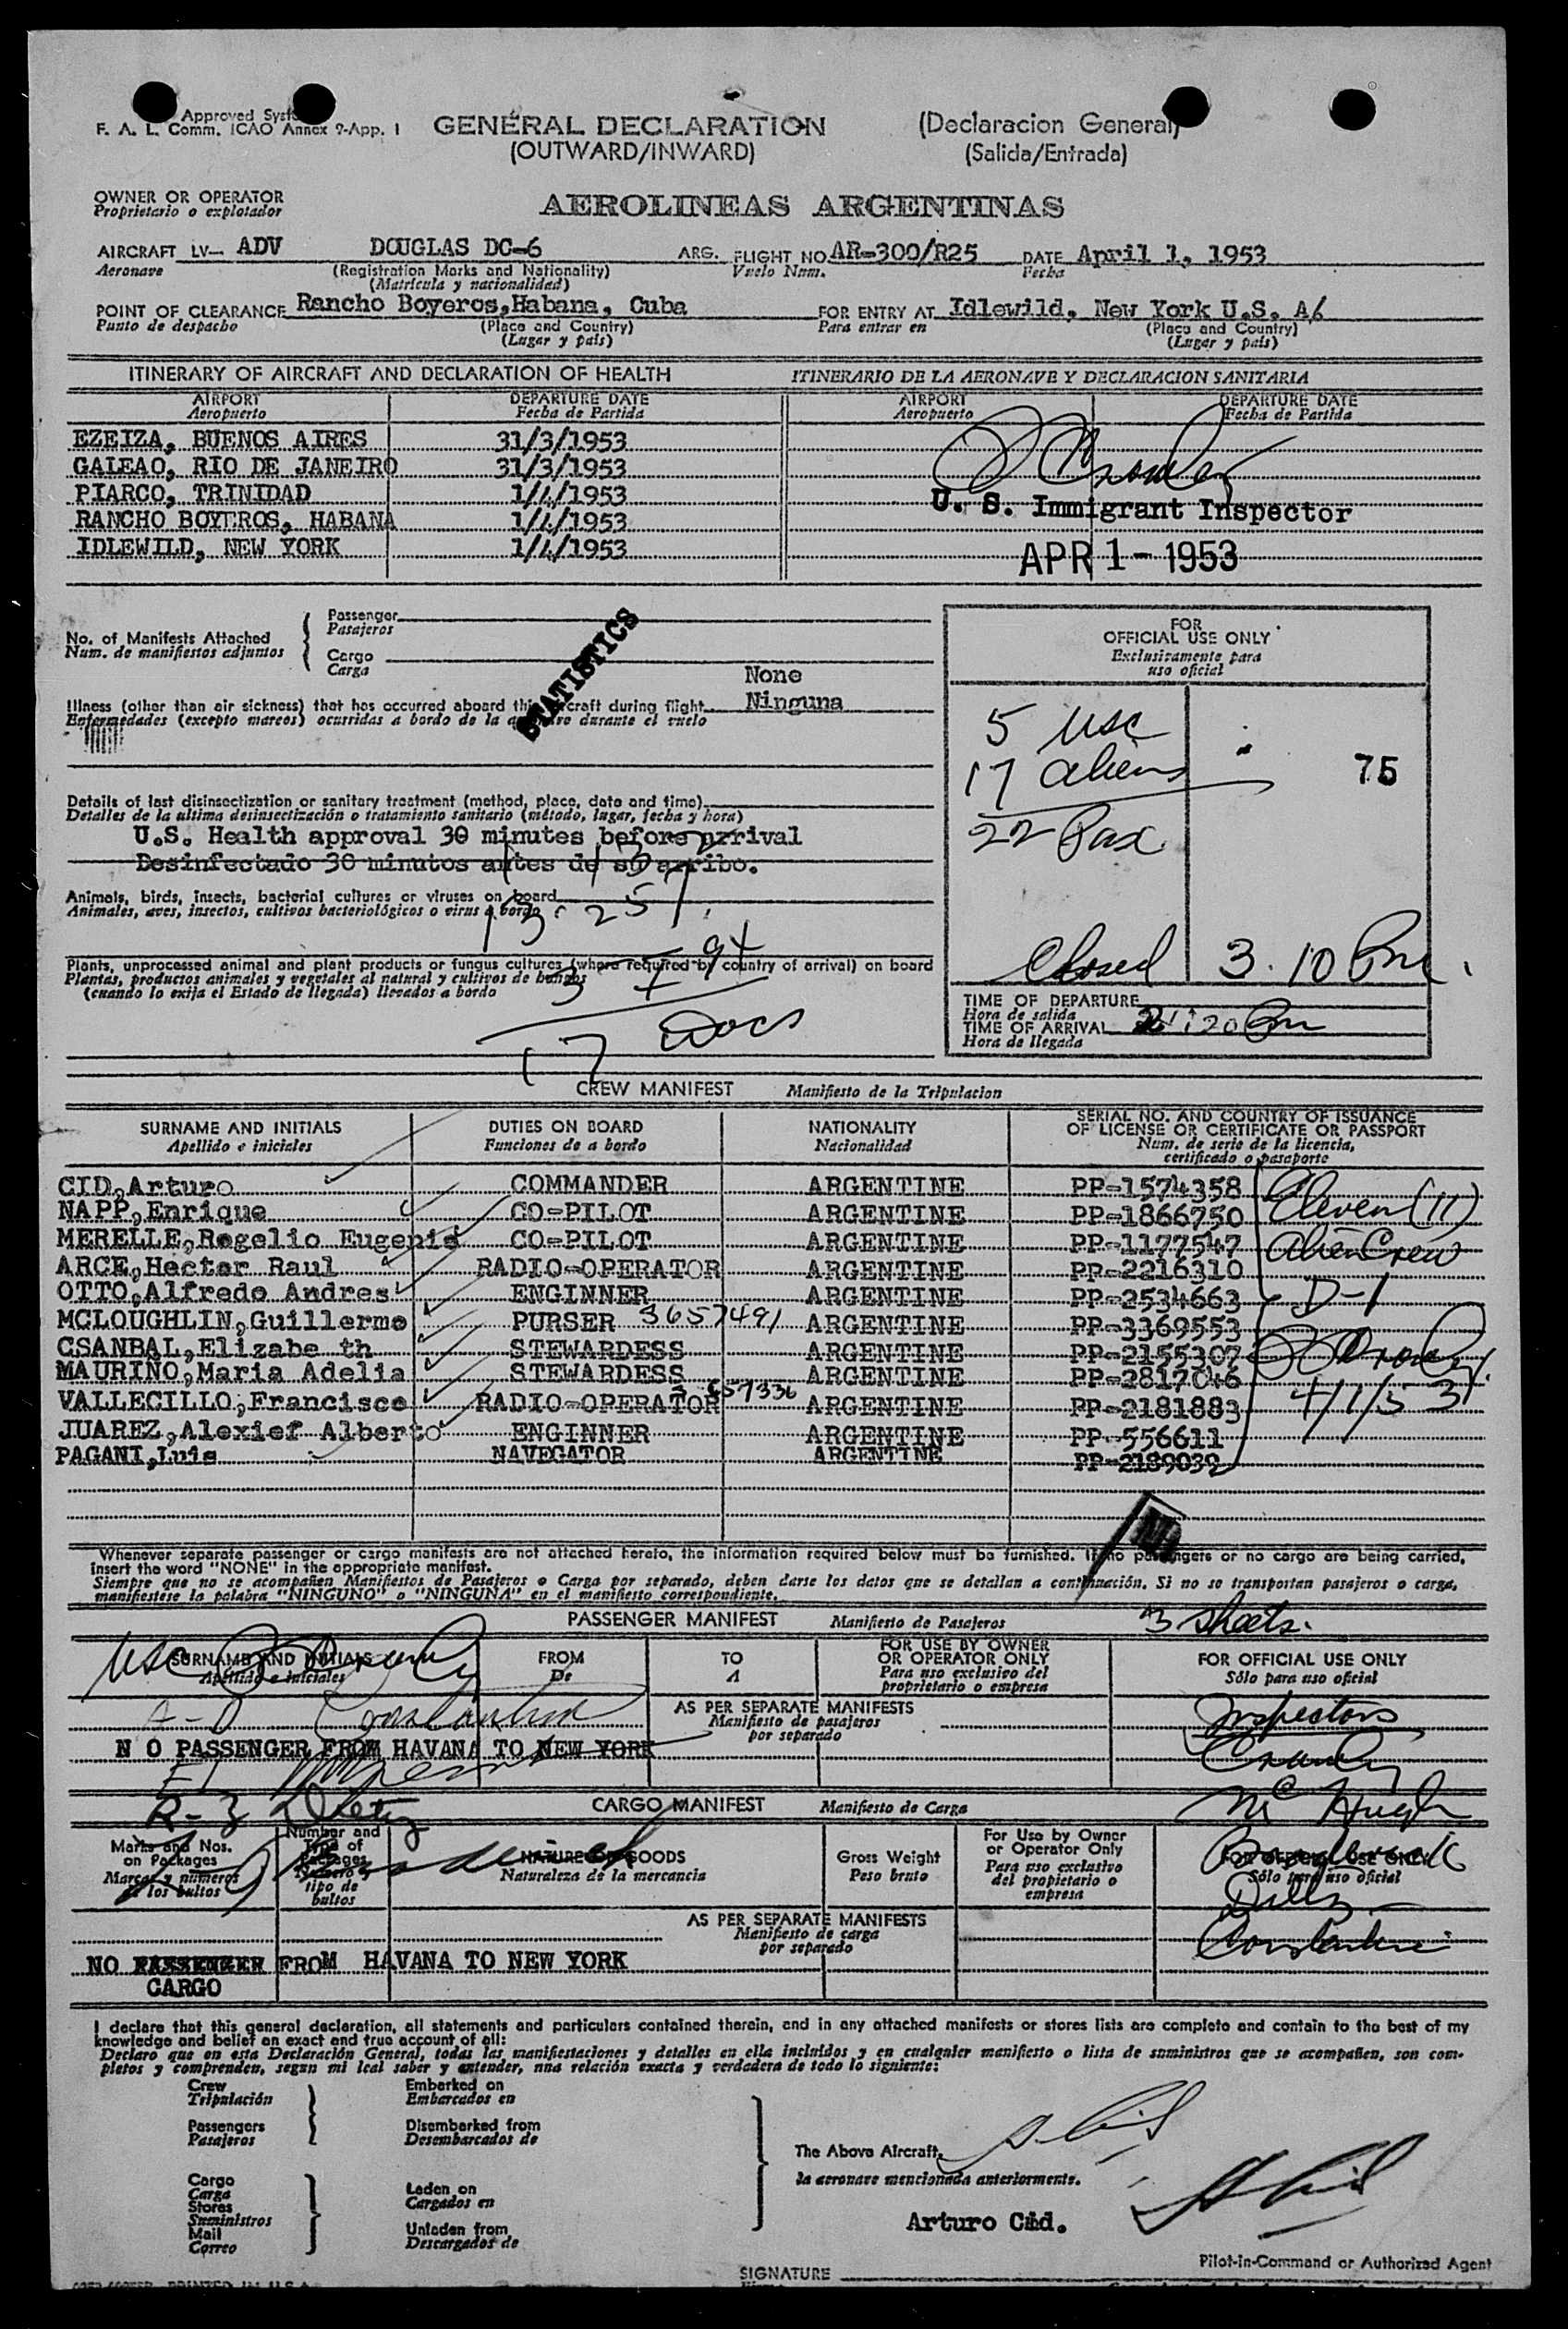 Approved
F. A. L. Comm. ICAO Annex 9-App. 1
GENERAL DECLARATION
(OUTWARD/INWARD)
(Declaracion General)
(Salida/Entrada)
OWNER OR OPERATOR
Proprietario o explotador
AEROLINEAS ARGENTINAS
AIRCRAFT LV- ADV DOUGLAS DC-6 ARG. FLIGHT NO. AR-300/R25 DATE April 1, 1953
Aeronave (Registration Marks and Nationality) Vuelo Num. Fecha
(Matricula y nacionalidad)
POINT OF CLEARANCE Rancho Boyeros, Habana, Cuba FOR ENTRY AT Idlewild, New York U.S.
Punto de despacho (Place and Country) Para entrar en (Place and Country)
(Lugar y país) (Lugar y país)
ITINERARY OF AIRCRAFT AND DECLARATION OF HEALTH ITINERARIO DE LA AERONAVE Y DECLARACION SANITARIA
AIRPORT DEPARTURE DATE AIRPORT DEPARTURE DATE
Aeropuerto Fecha de Partida Aeropuerto Fecha de Partida
EZEIZA, BUENOS AIRES 31/3/1953
GALEAO, RIO DE JANEIRO 31/3/1953
PIARCO, TRINIDAD 1/4/1953
RANCHO BOYEROS, HABANA 1/4/1953
IDLEWILD, NEW YORK 1/4/1953
U. S. Immigrant Inspector
APR 1 - 1953
No. of Manifests Attached
Num. de manifiestos adjuntos
Passenger
Pasajeros
Cargo
Carga
STATISTICS
None
Illness (other than air sickness) that has occurred aboard this aircraft during flight Ninguna
Enfermedades (excepto mareos) ocurridas a bordo de la durante el vuelo
FOR
OFFICIAL USE ONLY
Exclusivamente para
uso oficial
5 USC
17 aliens
22 Pax
75
Closed 3.10 Pm.
TIME OF DEPARTURE
Hora de salida
TIME OF ARRIVAL
Hora de llegada
Details of last disinsectization or sanitary treatment (method, place, date and time)
Detalles de la ultima desinsectización o tratamiento sanitario (método, lugar, fecha y hora)
U.S. Health approval 30 minutes before arrival
Desinfectado 30 minutos antes de su arribo.
Animals, birds, insects, bacterial cultures or viruses on board
Animales, aves, insectos, cultivos bacteriológicos o virus a bordo
Plants, unprocessed animal and plant products or fungus cultures (where required by country of arrival) on board
Plantas, productos animales y vegetales al natural y cultivos de hongos
(cuando lo exija el Estado de llegada) llevados a bordo
17 Docs
CREW MANIFEST Manifiesto de la Tripulacion
SURNAME AND INITIALS DUTIES ON BOARD NATIONALITY SERIAL NO. AND COUNTRY OF ISSUANCE
OF LICENSE OR CERTIFICATE OR PASSPORT
Apellido e iniciales Funciones de a bordo Nacionalidad Num. de serie de la licencia,
certificado o pasaporte
CID,Arturo COMMANDER ARGENTINE PP-1574358
NAPP,Enrique CO-PILOT ARGENTINE PP-1866750
MERELLE,Rogelio Eugenio CO-PILOT ARGENTINE PP-1177547
ARCE,Hector Raul RADIO-OPERATOR ARGENTINE PP-2216310
OTTO,Alfredo Andres ENGINNER ARGENTINE PP-2534663
MCLOUGHLIN,Guillermo PURSER 3657491 ARGENTINE PP-3369553
CSANBAL,Elizabe th STEWARDESS ARGENTINE PP-2155307
MAURIÑO,Maria Adelia STEWARDESS ARGENTINE PP-2817046
VALLECILLO,Francisco RADIO-OPERATOR ARGENTINE PP-2181883
JUAREZ,Alexief Alberto ENGINNER ARGENTINE PP-556611
PAGANI,Luis NAVEGATOR ARGENTINE PP-2189039
Eleven (11)
Alien Crew
D-1
4/1/53
Whenever separate passenger or cargo manifests are not attached hereto, the information required below must be furnished. If no passengers or no cargo are being carried,
insert the word "NONE" in the appropriate manifest.
Siempre que no se acompañen Manifiestos de Pasajeros o Carga por separado, deben darse los datos que se detallan a continuación. Si no se transportan pasajeros o carga,
manifiestese la palabra "NINGUNO" o "NINGUNA" en el manifiesto correspondiente.
PASSENGER MANIFEST Manifiesto de Pasajeros 3 sheets.
USC
SURNAME AND INITIALS FROM TO FOR USE BY OWNER
OR OPERATOR ONLY FOR OFFICIAL USE ONLY
Apellido e iniciales De A Para uso exclusivo del
proprietario o empresa Sólo para uso oficial
A-D Constantine
AS PER SEPARATE MANIFESTS
Manifiesto de pasajeros
por separado
Inspectors
Crowley
N O PASSENGER FROM HAVANA TO NEW YORK
McHugh
CARGO MANIFEST Manifiesto de Carga
Marks and Nos.
on Packages
Marcas y números
de los bultos
Number and
Type of
Packages
Número y
tipo de
bultos
NATURE OF GOODS
Naturaleza de la mercancia
Gross Weight
Peso bruto
For Use by Owner
or Operator Only
Para uso exclusivo
del propietario o
empresa
FOR OFFICIAL USE ONLY
Sólo para uso oficial
Constantine
AS PER SEPARATE MANIFESTS
Manifiesto de carga
por separado
NO PASSENGER FROM HAVANA TO NEW YORK
CARGO
I declare that this general declaration, all statements and particulars contained therein, and in any attached manifests or stores lists are complete and contain to the best of my
knowledge and belief an exact and true account of all:
Declaro que en esta Declaración General, todas las manifestaciones y detalles en ella incluidos y en cualquier manifiesto o lista de suministros que se acompañen, son com-
pletos y comprenden, segun mi leal saber y entender, una relación exacta y verdadera de todo lo siguiente:
Crew
Tripulación
Passengers
Pasajeros
Cargo
Carga
Stores
Suministros
Mail
Correo
Embarked on
Embarcados en
Disembarked from
Desembarcados de
Laden on
Cargados en
Unladen from
Descargados de
The Above Aircraft.
la aeronave mencionada anteriormente.
Arturo Cid.
Pilot-in-Command or Authorized Agent
SIGNATURE